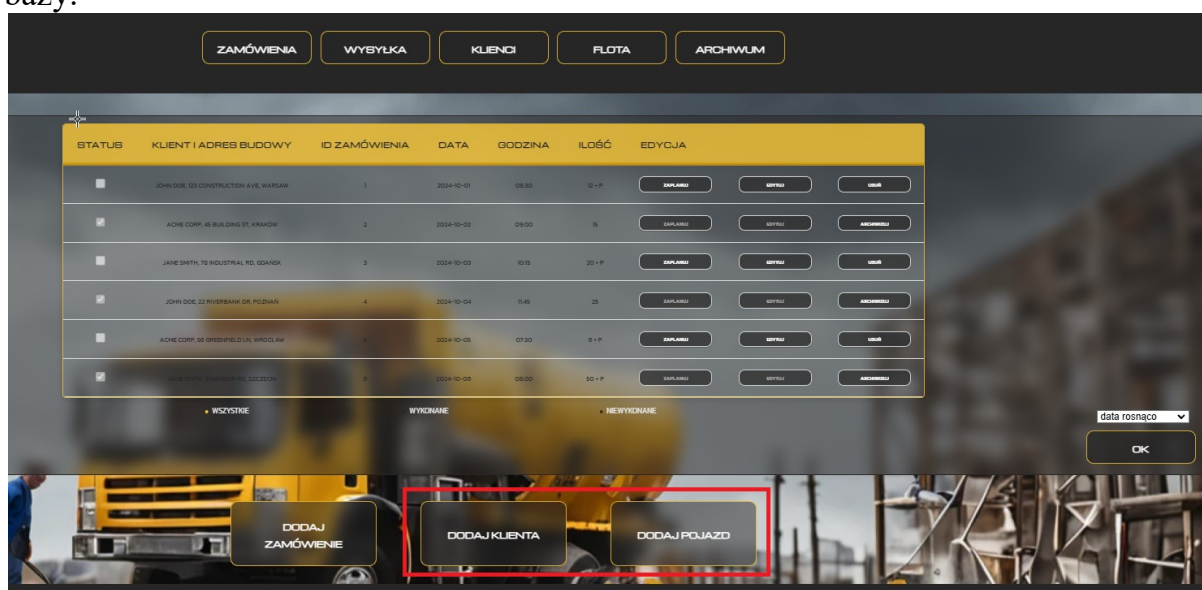 bazy.
ZAMÓWIENIA WYSYŁKA KLIENCI FLOTA ARCHIWUM
STATUS KLIENT I ADRES BUDOWY ID ZAMÓWIENIA DATA GODZINA ILOŚĆ EDYCJA
JOHN DOE, 123 CONSTRUCTION AVE, WARSAW 1 2024-10-01 08:30 12 + P ZAPLANUJ EDYTUJ USUŃ
ACME CORP, 45 BUILDING ST, KRAKÓW 2 2024-10-02 09:00 15 ZAPLANUJ EDYTUJ ARCHIWIZUJ
JANE SMITH, 78 INDUSTRIAL RD, GDAŃSK 3 2024-10-03 10:15 20 + P ZAPLANUJ EDYTUJ USUŃ
JOHN DOE, 22 RIVERBANK DR, POZNAŃ 4 2024-10-04 11:45 25 ZAPLANUJ EDYTUJ ARCHIWIZUJ
ACME CORP, 50 GREENFIELD LN, WROCLAW 5 2024-10-05 07:30 8 + P ZAPLANUJ EDYTUJ USUŃ
JANE SMITH, SZCZECIN 6 2024-10-06 08:00 50 + P ZAPLANUJ EDYTUJ ARCHIWIZUJ
WSZYSTKIE WYKONANE NIEWYKONANE
data rosnąco
OK
DODAJ
ZAMÓWIENIE
DODAJ KLIENTA DODAJ POJAZD